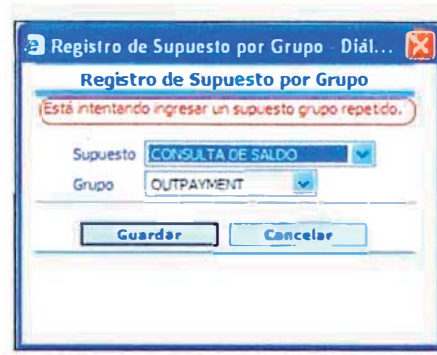 Registro de Supuesto por Grupo - Diál...
Registro de Supuesto por Grupo
Está intentando ingresar un supuesto grupo repetido.
Supuesto CONSULTA DE SALDO
Grupo OUTPAYMENT
Guardar Cancelar